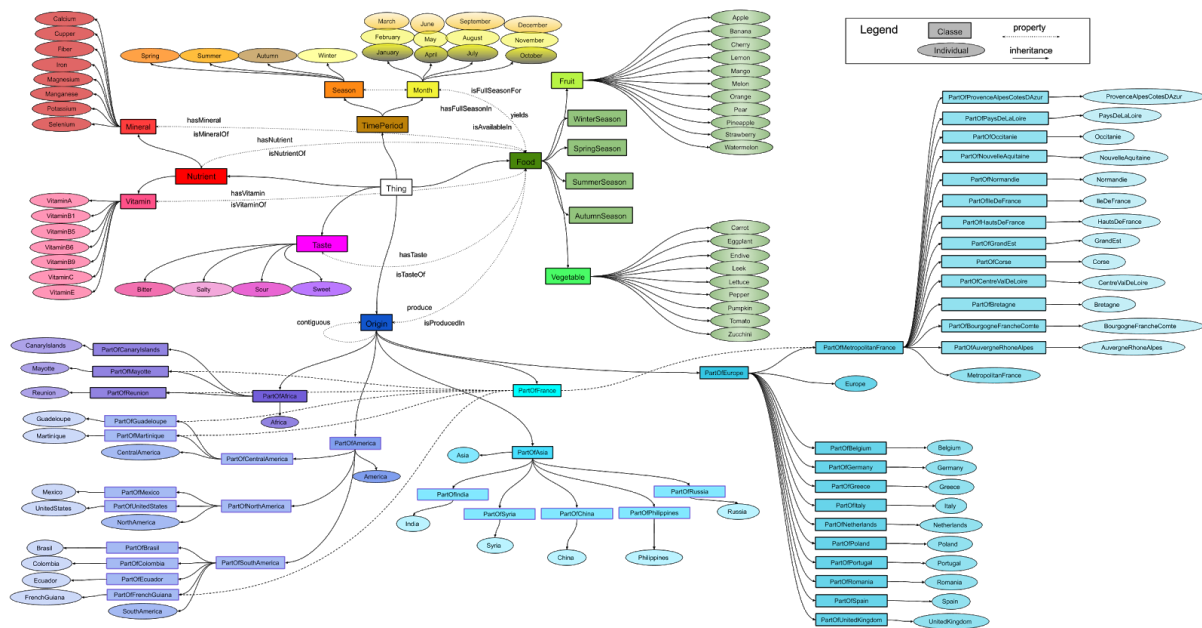 Legend
Classe
Individual
property
inheritance
Calcium
Cupper
Fiber
Iron
Magnesium
Manganese
Potassium
Selenium
Mineral
Nutrient
Vitamin
VitaminA
VitaminB1
VitaminB5
VitaminB6
VitaminB9
VitaminC
VitaminE
Spring
Summer
Autumn
Winter
March
June
September
December
February
May
August
November
January
April
July
October
Season
Month
TimePeriod
Thing
isFullSeasonFor
hasFullSeasonIn
yields
isAvailableIn
hasMineral
isMineralOf
hasNutrient
isNutrientOf
hasVitamin
isVitaminOf
hasTaste
isTasteOf
produce
isProducedIn
contiguous
Food
Taste
Bitter
Salty
Sour
Sweet
Origin
Fruit
WinterSeason
SpringSeason
SummerSeason
AutumnSeason
Vegetable
Apple
Banana
Cherry
Lemon
Mango
Melon
Orange
Pear
Pineapple
Strawberry
Watermelon
Carrot
Eggplant
Endive
Leek
Lettuce
Pepper
Pumpkin
Tomato
Zucchini
PartOfProvenceAlpesCotesDAzur
ProvenceAlpesCotesDAzur
PartOfPaysDeLaLoire
PaysDeLaLoire
PartOfOccitanie
Occitanie
PartOfNouvelleAquitaine
NouvelleAquitaine
PartOfNormandie
Normandie
PartOfIleDeFrance
IleDeFrance
PartOfHautsDeFrance
HautsDeFrance
PartOfGrandEst
GrandEst
PartOfCorse
Corse
PartOfCentreValDeLoire
CentreValDeLoire
PartOfBretagne
Bretagne
PartOfBourgogneFrancheComte
BourgogneFrancheComte
PartOfAuvergneRhoneAlpes
AuvergneRhoneAlpes
PartOfMetropolitanFrance
MetropolitanFrance
PartOfEurope
Europe
CanaryIslands
PartOfCanaryIslands
Mayotte
PartOfMayotte
Reunion
PartOfReunion
PartOfAfrica
Africa
PartOfFrance
Guadeloupe
PartOfGuadeloupe
Martinique
PartOfMartinique
CentralAmerica
PartOfCentralAmerica
PartOfAmerica
America
Mexico
PartOfMexico
UnitedStates
PartOfUnitedStates
NorthAmerica
PartOfNorthAmerica
Brasil
PartOfBrasil
Colombia
PartOfColombia
Ecuador
PartOfEcuador
FrenchGuiana
PartOfFrenchGuiana
SouthAmerica
PartOfSouthAmerica
Asia
PartOfAsia
PartOfIndia
India
PartOfSyria
Syria
PartOfChina
China
PartOfPhilippines
Philippines
PartOfRussia
Russia
PartOfBelgium
Belgium
PartOfGermany
Germany
PartOfGreece
Greece
PartOfItaly
Italy
PartOfNetherlands
Netherlands
PartOfPoland
Poland
PartOfPortugal
Portugal
PartOfRomania
Romania
PartOfSpain
Spain
PartOfUnitedKingdom
UnitedKingdom